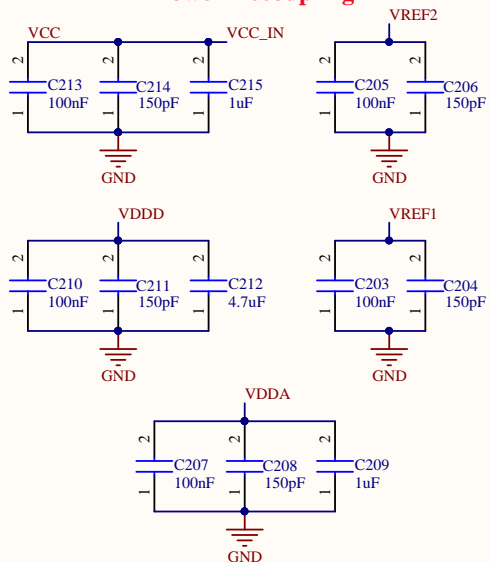 VCC
VCC_IN
2
1
C213
100nF
2
1
C214
150pF
2
1
C215
1uF
GND
VREF2
2
1
C205
100nF
2
1
C206
150pF
GND
VDDD
2
1
C210
100nF
2
1
C211
150pF
2
1
C212
4.7uF
GND
VREF1
2
1
C203
100nF
2
1
C204
150pF
GND
VDDA
2
1
C207
100nF
2
1
C208
150pF
2
1
C209
1uF
GND